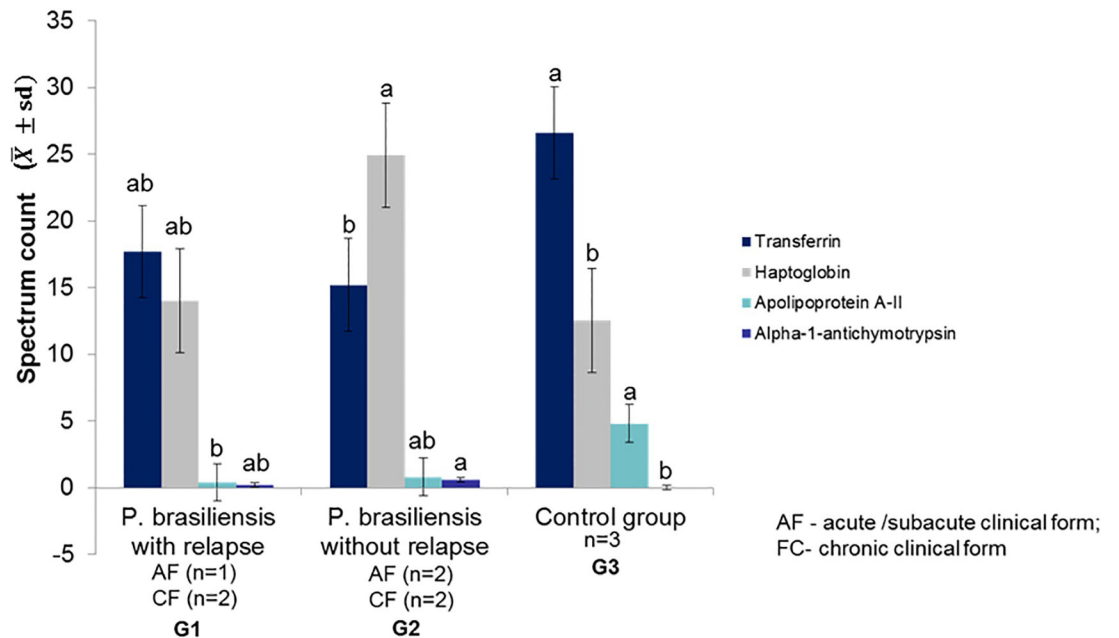 Spectrum count (X̄ ± sd)
35
30
25
20
15
10
5
0
-5
ab
ab
b
ab
b
a
ab
a
a
b
a
b
P. brasiliensis
with relapse
AF (n=1)
CF (n=2)
G1
P. brasiliensis
without relapse
AF (n=2)
CF (n=2)
G2
Control group
n=3
G3
Transferrin
Haptoglobin
Apolipoprotein A-II
Alpha-1-antichymotrypsin
AF - acute /subacute clinical form;
FC- chronic clinical form